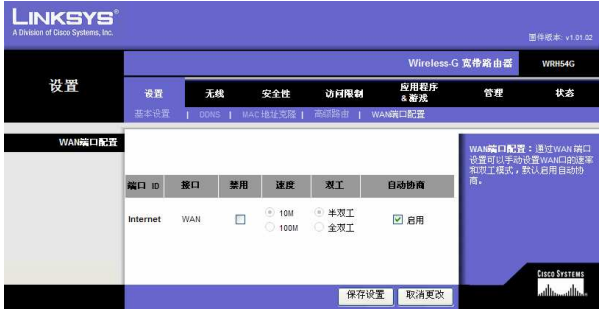 LINKSYS®
A Division of Cisco Systems, Inc.
固件版本: v1.01.02
Wireless-G 宽带路由器 WRH54G
设置
设置 无线 安全性 访问限制 应用程序 & 游戏 管理 状态
基本设置 | DDNS | MAC地址克隆 | 高级路由 | WAN端口配置
WAN端口配置
WAN端口配置：通过WAN 端口
设置可以手动设置WAN口的速率
和双工模式，默认启用自动协
商。
端口 ID 接口 禁用 速度 双工 自动协商
Internet WAN 10M 半双工 启用
100M 全双工
保存设置 取消更改
CISCO SYSTEMS